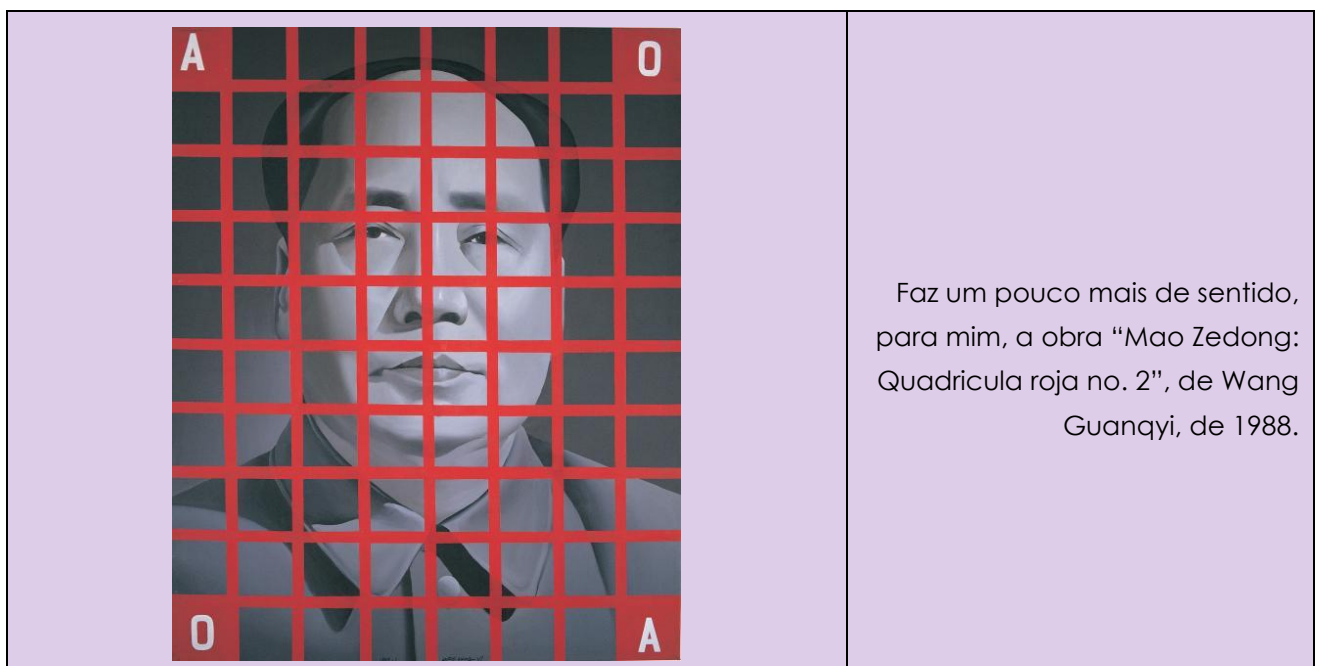 A O
Faz um pouco mais de sentido,
para mim, a obra “Mao Zedong:
Quadricula roja no. 2”, de Wang
Guanqyi, de 1988.
O A